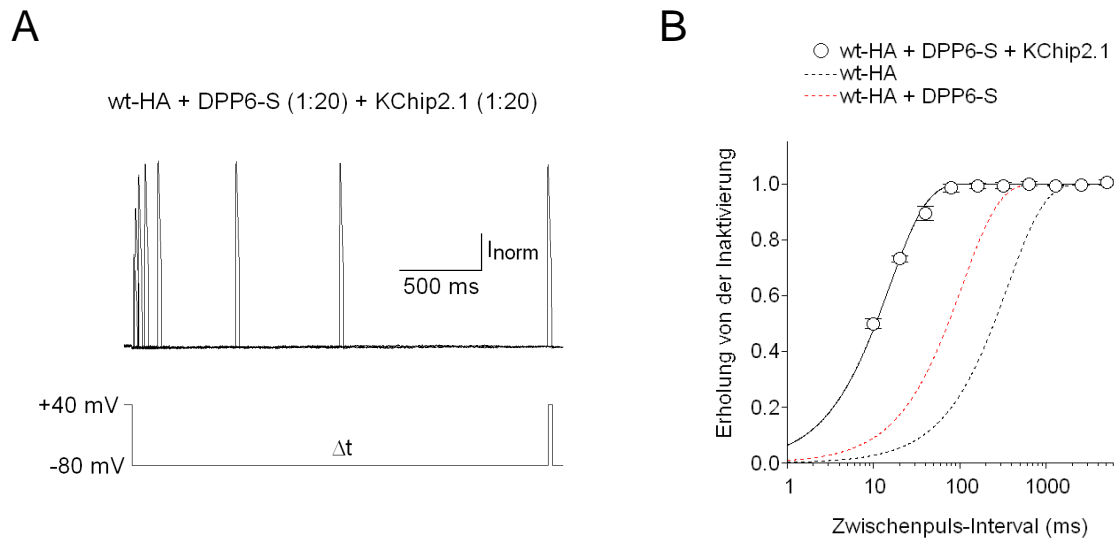 A
wt-HA + DPP6-S (1:20) + KChip2.1 (1:20)
Inorm
500 ms
+40 mV
Δt
-80 mV
B
wt-HA + DPP6-S + KChip2.1
wt-HA
wt-HA + DPP6-S
Erholung von der Inaktivierung
1.0
0.8
0.6
0.4
0.2
0.0
1 10 100 1000
Zwischenpuls-Interval (ms)